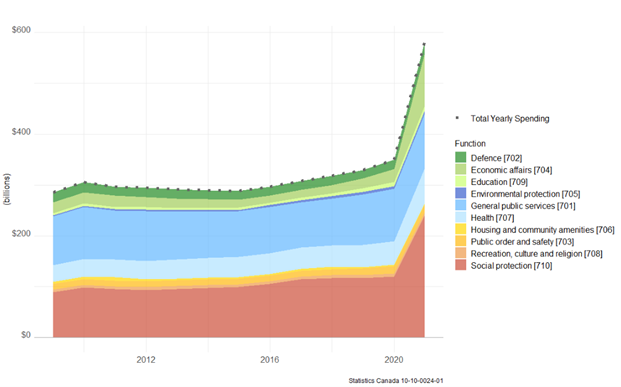 $600
$400
$200
$0
(billions)
2012
2016
2020
Total Yearly Spending
Function
Defence [702]
Economic affairs [704]
Education [709]
Environmental protection [705]
General public services [701]
Health [707]
Housing and community amenities [706]
Public order and safety [703]
Recreation, culture and religion [708]
Social protection [710]
Statistics Canada 10-10-0024-01